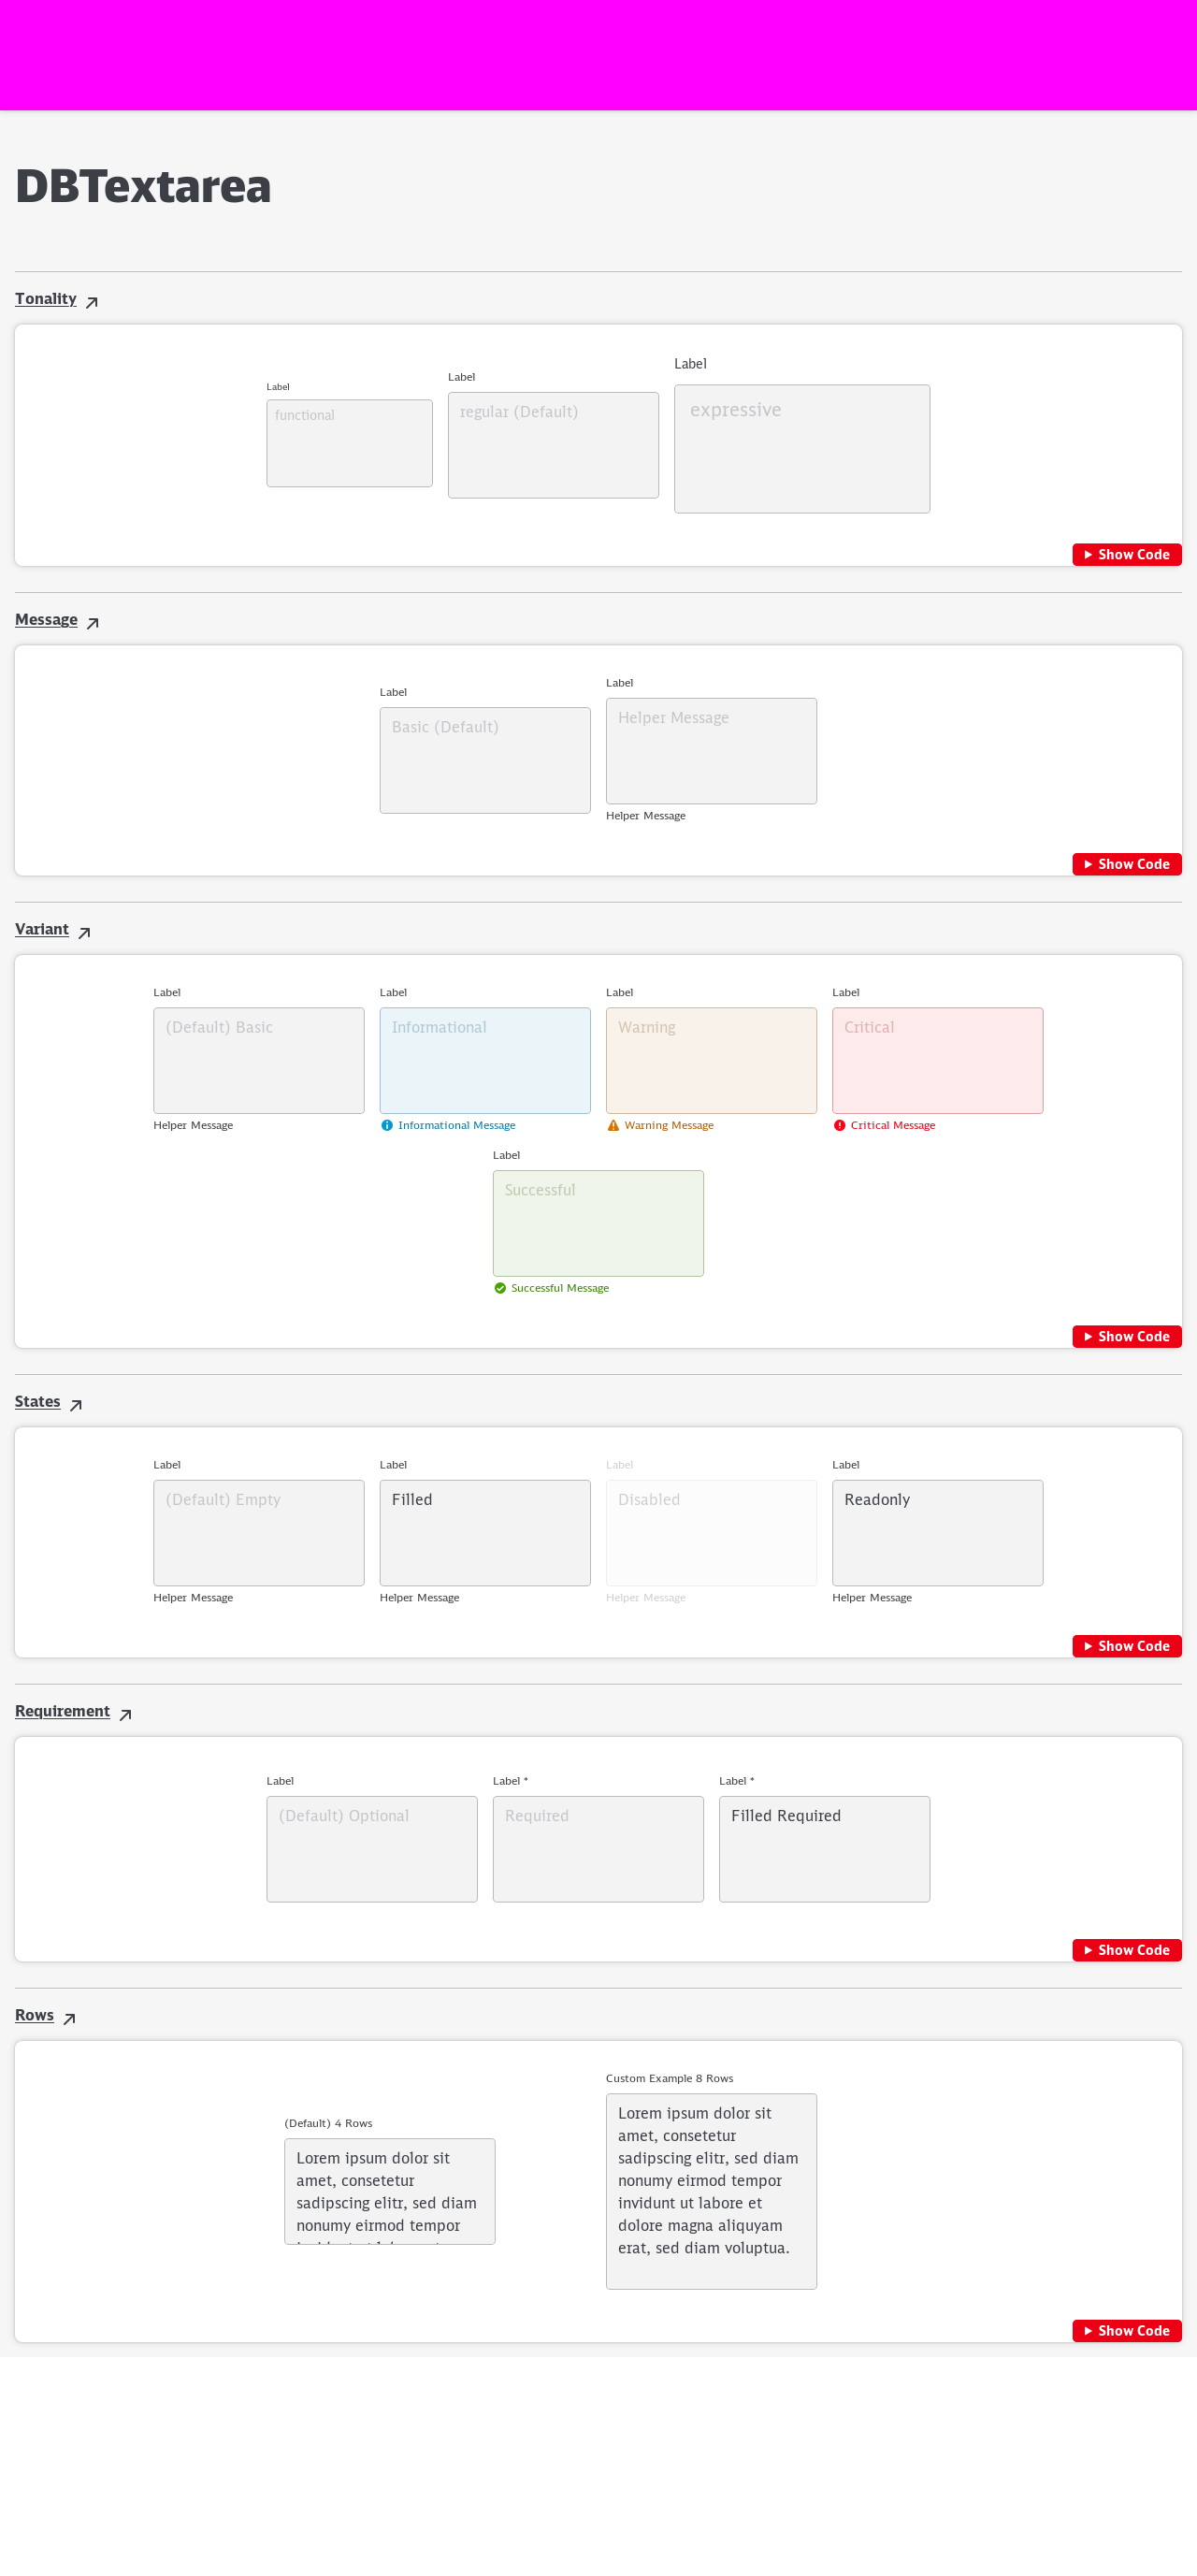 DBTextarea
Tonality
Label
functional
Label
regular (Default)
Label
expressive
Show Code
Message
Label
Basic (Default)
Label
Helper Message
Helper Message
Show Code
Variant
Label
(Default) Basic
Helper Message
Label
Informational
Informational Message
Label
Warning
Warning Message
Label
Critical
Critical Message
Label
Successful
Successful Message
Show Code
States
Label
(Default) Empty
Helper Message
Label
Filled
Helper Message
Label
Disabled
Helper Message
Label
Readonly
Helper Message
Show Code
Requirement
Label
(Default) Optional
Label *
Required
Label *
Filled Required
Show Code
Rows
(Default) 4 Rows
Lorem ipsum dolor sit
amet, consetetur
sadipscing elitr, sed diam
nonumy eirmod tempor
Custom Example 8 Rows
Lorem ipsum dolor sit
amet, consetetur
sadipscing elitr, sed diam
nonumy eirmod tempor
invidunt ut labore et
dolore magna aliquyam
erat, sed diam voluptua.
Show Code